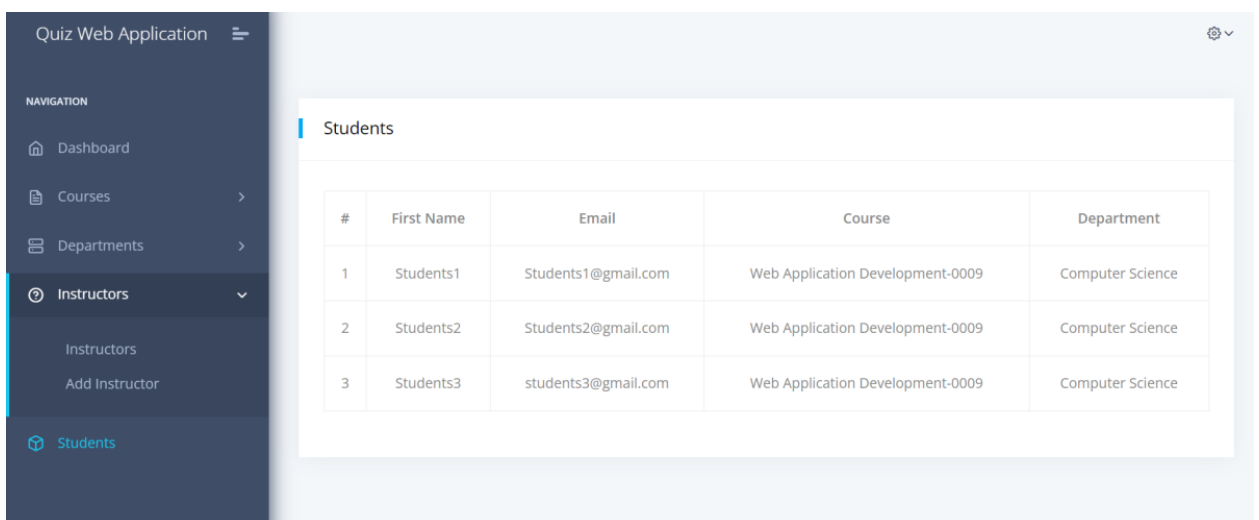 Quiz Web Application
NAVIGATION
Dashboard
Courses
Departments
Instructors
Instructors
Add Instructor
Students
Students
# First Name Email Course Department
1 Students1 Students1@gmail.com Web Application Development-0009 Computer Science
2 Students2 Students2@gmail.com Web Application Development-0009 Computer Science
3 Students3 students3@gmail.com Web Application Development-0009 Computer Science